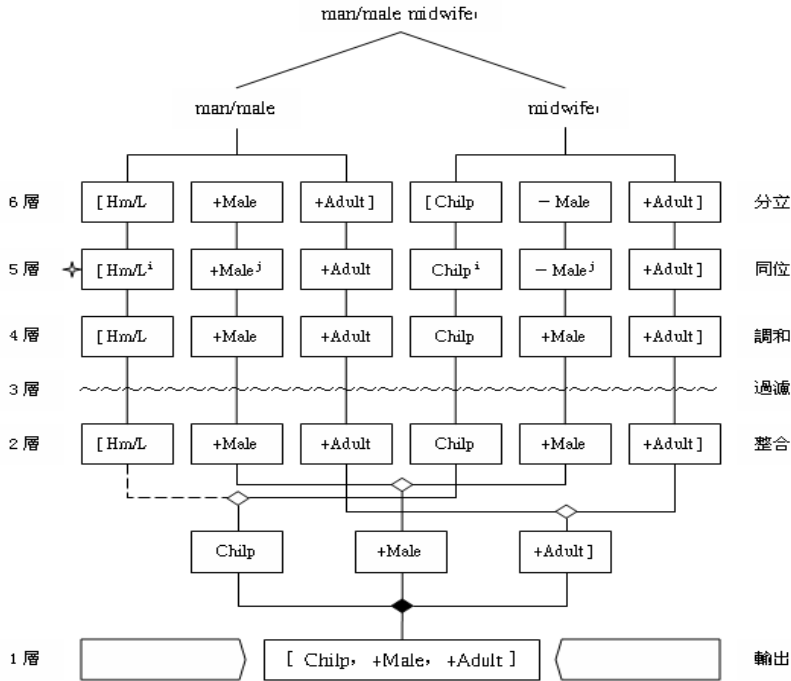 man/male midwife₁
man/male midwife₁
6 層 [ Hm/L +Male +Adult ] [ Chilp − Male +Adult ] 分立
5 層 [ Hm/Lⁱ +Maleʲ +Adult Chilpⁱ − Maleʲ +Adult ] 同位
4 層 [ Hm/L +Male +Adult Chilp +Male +Adult ] 調和
3 層 過濾
2 層 [ Hm/L +Male +Adult Chilp +Male +Adult ] 整合
Chilp +Male +Adult ]
1 層 [ Chilp, +Male, +Adult ] 輸出